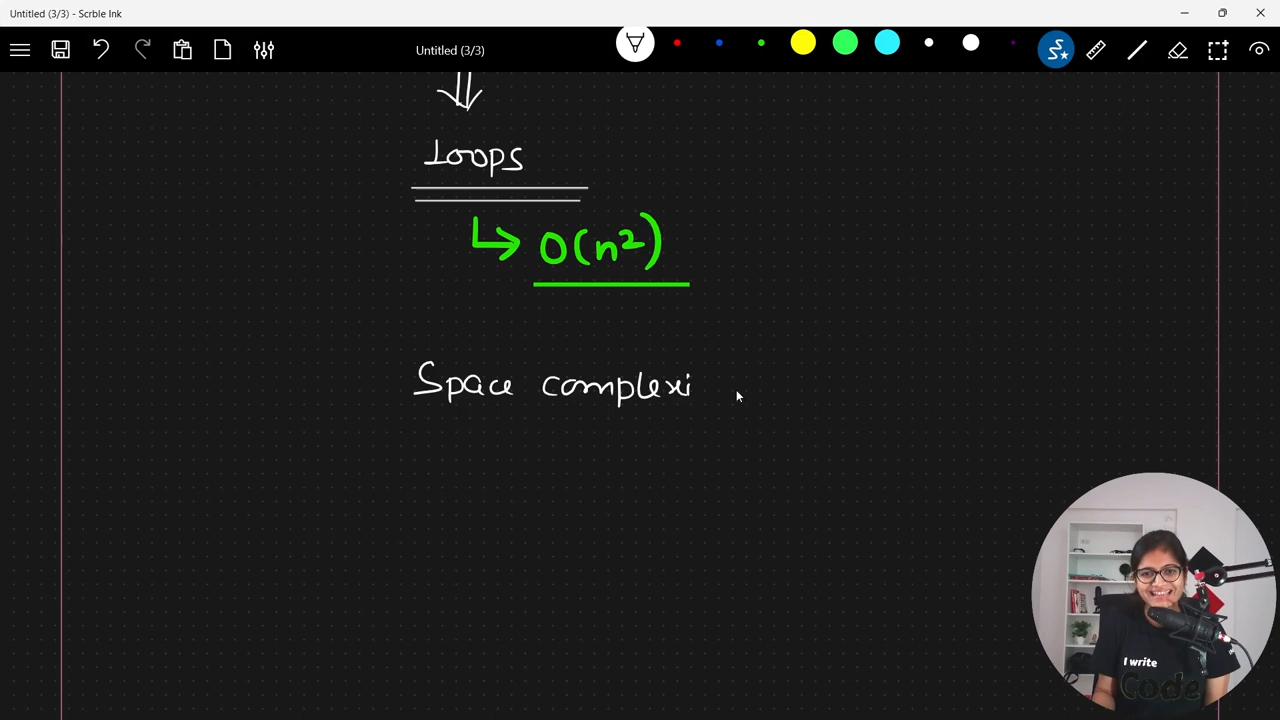 Untitled (3/3) - Scrble Ink
Untitled (3/3)
Loops
O(n²)
Space complexi
I write
Code